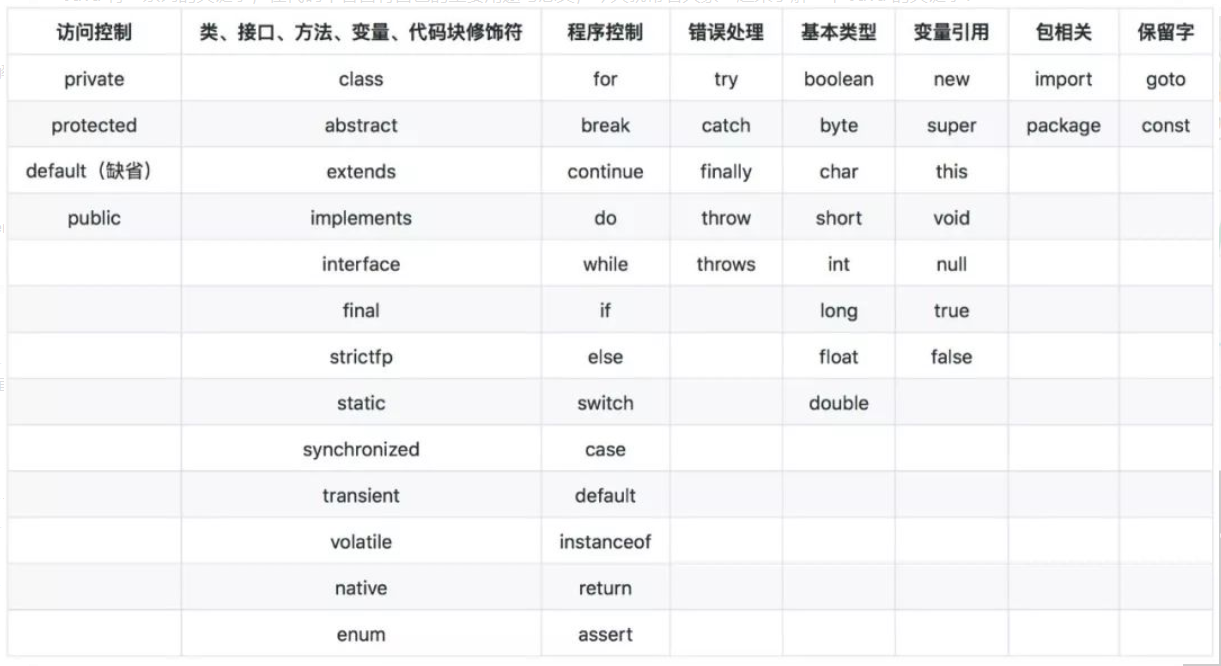 访问控制 类、接口、方法、变量、代码块修饰符 程序控制 错误处理 基本类型 变量引用 包相关 保留字
private class for try boolean new import goto
protected abstract break catch byte super package const
default（缺省） extends continue finally char this
public implements do throw short void
interface while throws int null
final if long true
strictfp else float false
static switch double
synchronized case
transient default
volatile instanceof
native return
enum assert